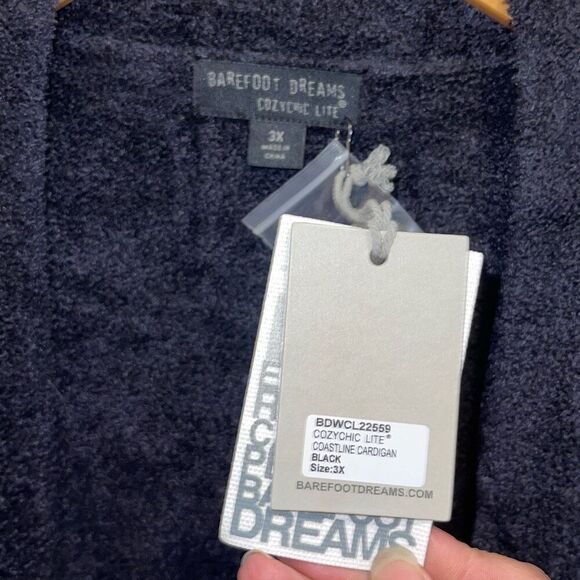 BAREFOOT DREAMS
COZYCHIC LITE®
3X
MADE IN
CHINA
BDWCL22559
COZYCHIC LITE®
COASTLINE CARDIGAN
BLACK
Size:3X
BAREFOOTDREAMS.COM
DREAMS